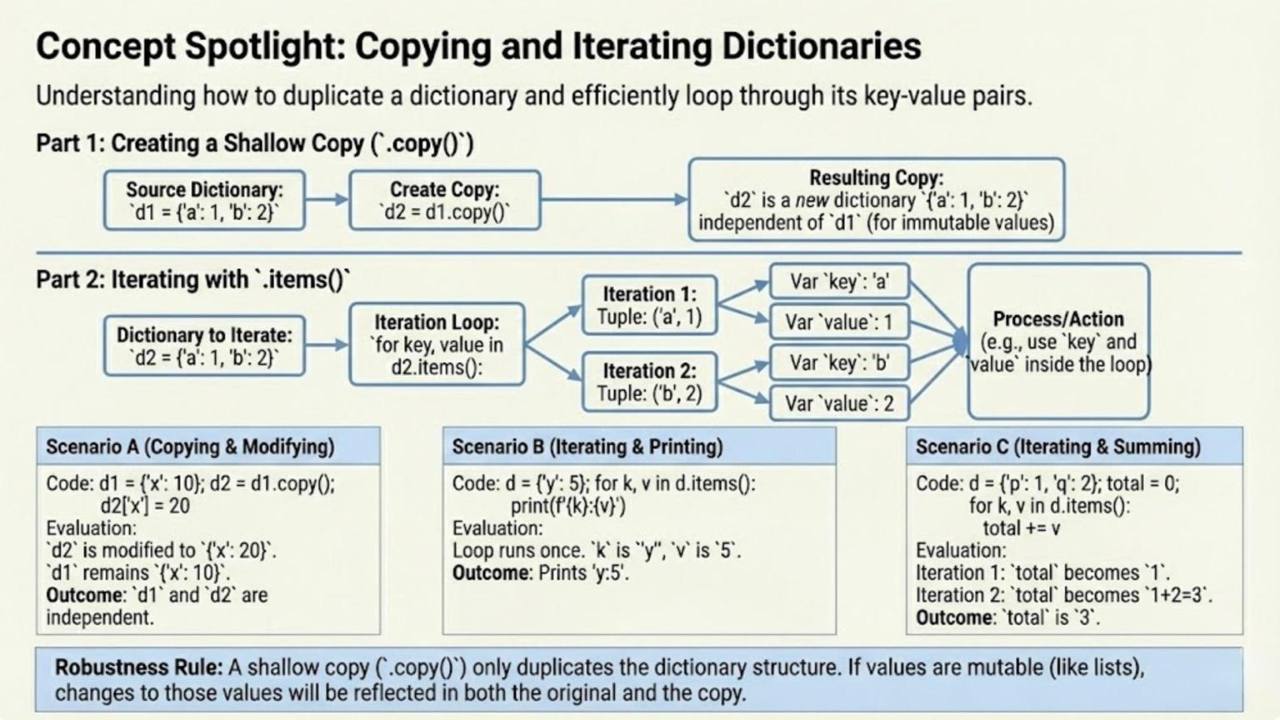 Concept Spotlight: Copying and Iterating Dictionaries
Understanding how to duplicate a dictionary and efficiently loop through its key-value pairs.
Part 1: Creating a Shallow Copy (`.copy()`)
Source Dictionary:
`d1 = {'a': 1, 'b': 2}`
Create Copy:
`d2 = d1.copy()`
Resulting Copy:
`d2` is a new dictionary `{'a': 1, 'b': 2}`
independent of `d1` (for immutable values)
Part 2: Iterating with `.items()`
Dictionary to Iterate:
`d2 = {'a': 1, 'b': 2}`
Iteration Loop:
`for key, value in
d2.items():
Iteration 1:
Tuple: ('a', 1)
Iteration 2:
Tuple: ('b', 2)
Var `key`: 'a'
Var `value`: 1
Var `key`: 'b'
Var `value`: 2
Process/Action
(e.g., use `key` and
`value` inside the loop)
Scenario A (Copying & Modifying)
Code: d1 = {'x': 10}; d2 = d1.copy();
d2['x'] = 20
Evaluation:
`d2` is modified to `{'x': 20}`.
`d1` remains `{'x': 10}`.
Outcome: `d1` and `d2` are
independent.
Scenario B (Iterating & Printing)
Code: d = {'y': 5}; for k, v in d.items():
print(f'{k}:{v}')
Evaluation:
Loop runs once. `k` is `'y'', `v` is `5`.
Outcome: Prints 'y:5'.
Scenario C (Iterating & Summing)
Code: d = {'p': 1, 'q': 2}; total = 0;
for k, v in d.items():
total += v
Evaluation:
Iteration 1: `total` becomes `1`.
Iteration 2: `total` becomes `1+2=3`.
Outcome: `total` is `3`.
Robustness Rule: A shallow copy (`.copy()`) only duplicates the dictionary structure. If values are mutable (like lists),
changes to those values will be reflected in both the original and the copy.